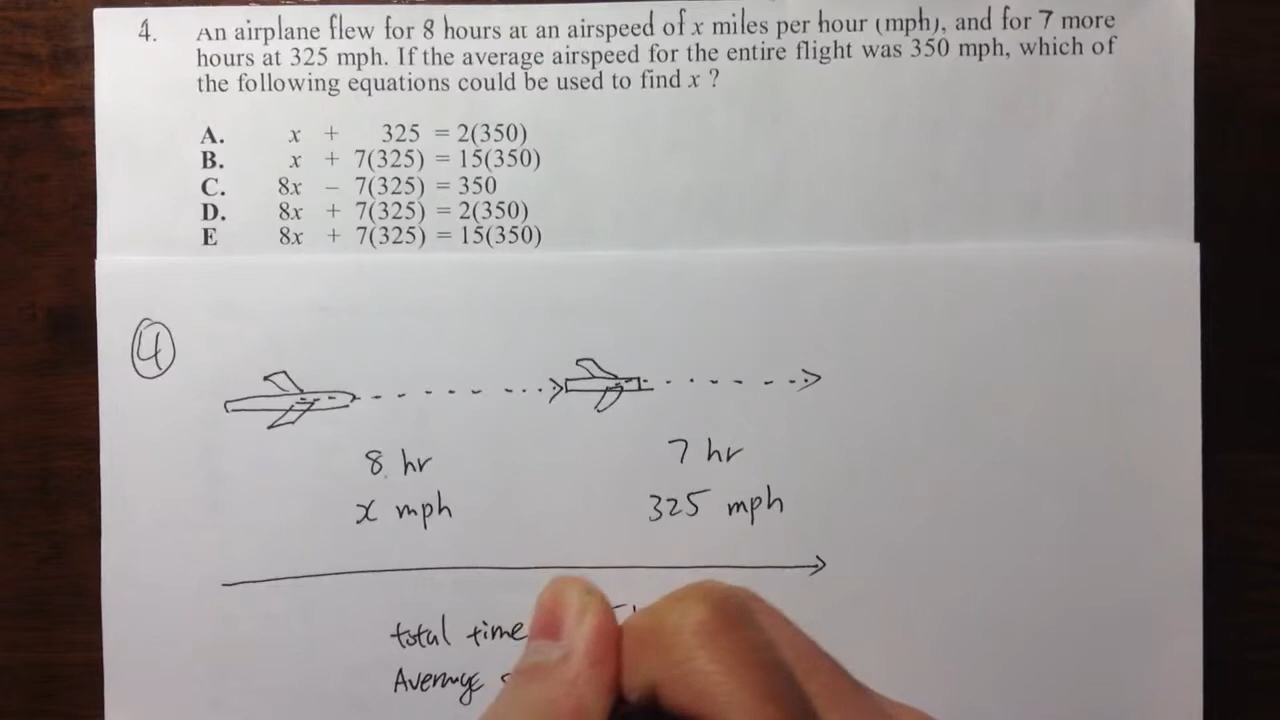 4. An airplane flew for 8 hours at an airspeed of x miles per hour (mph), and for 7 more
hours at 325 mph. If the average airspeed for the entire flight was 350 mph, which of
the following equations could be used to find x ?
A. x + 325 = 2(350)
B. x + 7(325) = 15(350)
C. 8x − 7(325) = 350
D. 8x + 7(325) = 2(350)
E 8x + 7(325) = 15(350)
4
8 hr 7 hr
x mph 325 mph
total time
Average